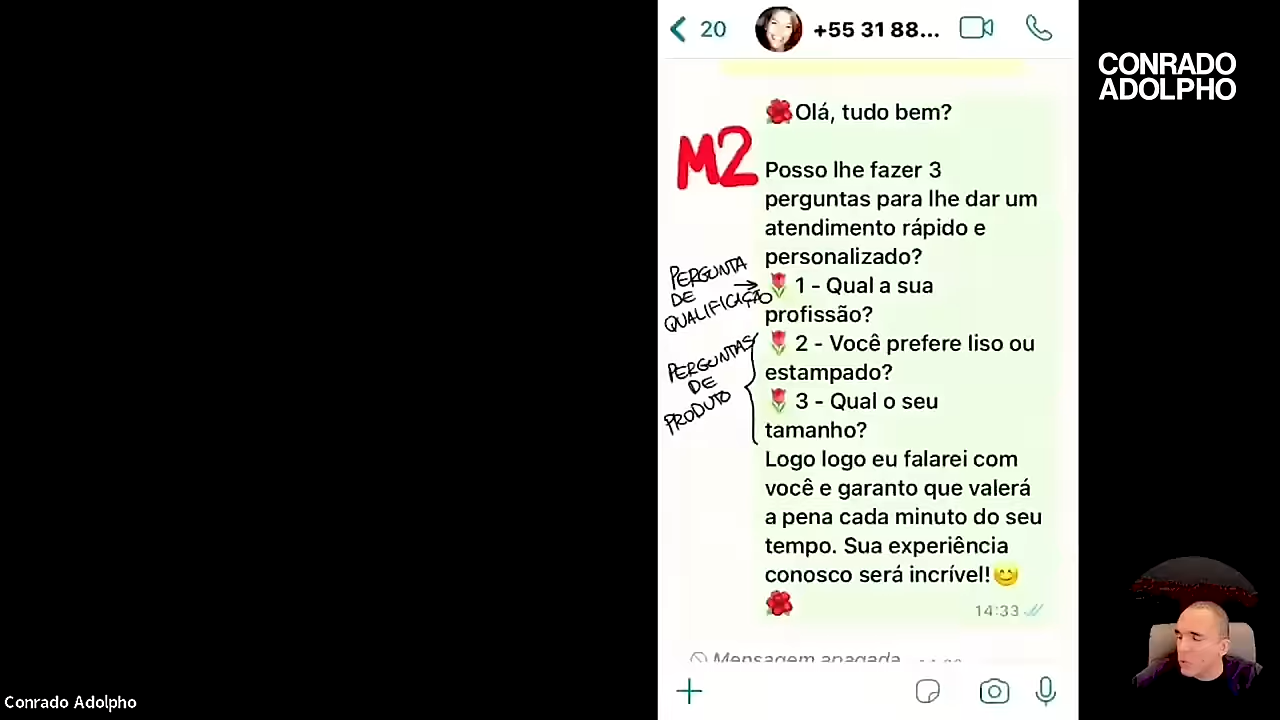 20
+55 31 88...
CONRADO
ADOLPHO
Olá, tudo bem?
M2
Posso lhe fazer 3
perguntas para lhe dar um
atendimento rápido e
personalizado?
PERGUNTA
DE
QUALIFICAÇÃO
1 - Qual a sua
profissão?
PERGUNTAS
DE
PRODUTO
2 - Você prefere liso ou
estampado?
3 - Qual o seu
tamanho?
Logo logo eu falarei com
você e garanto que valerá
a pena cada minuto do seu
tempo. Sua experiência
conosco será incrível!
14:33
Mensagem apagada
Conrado Adolpho